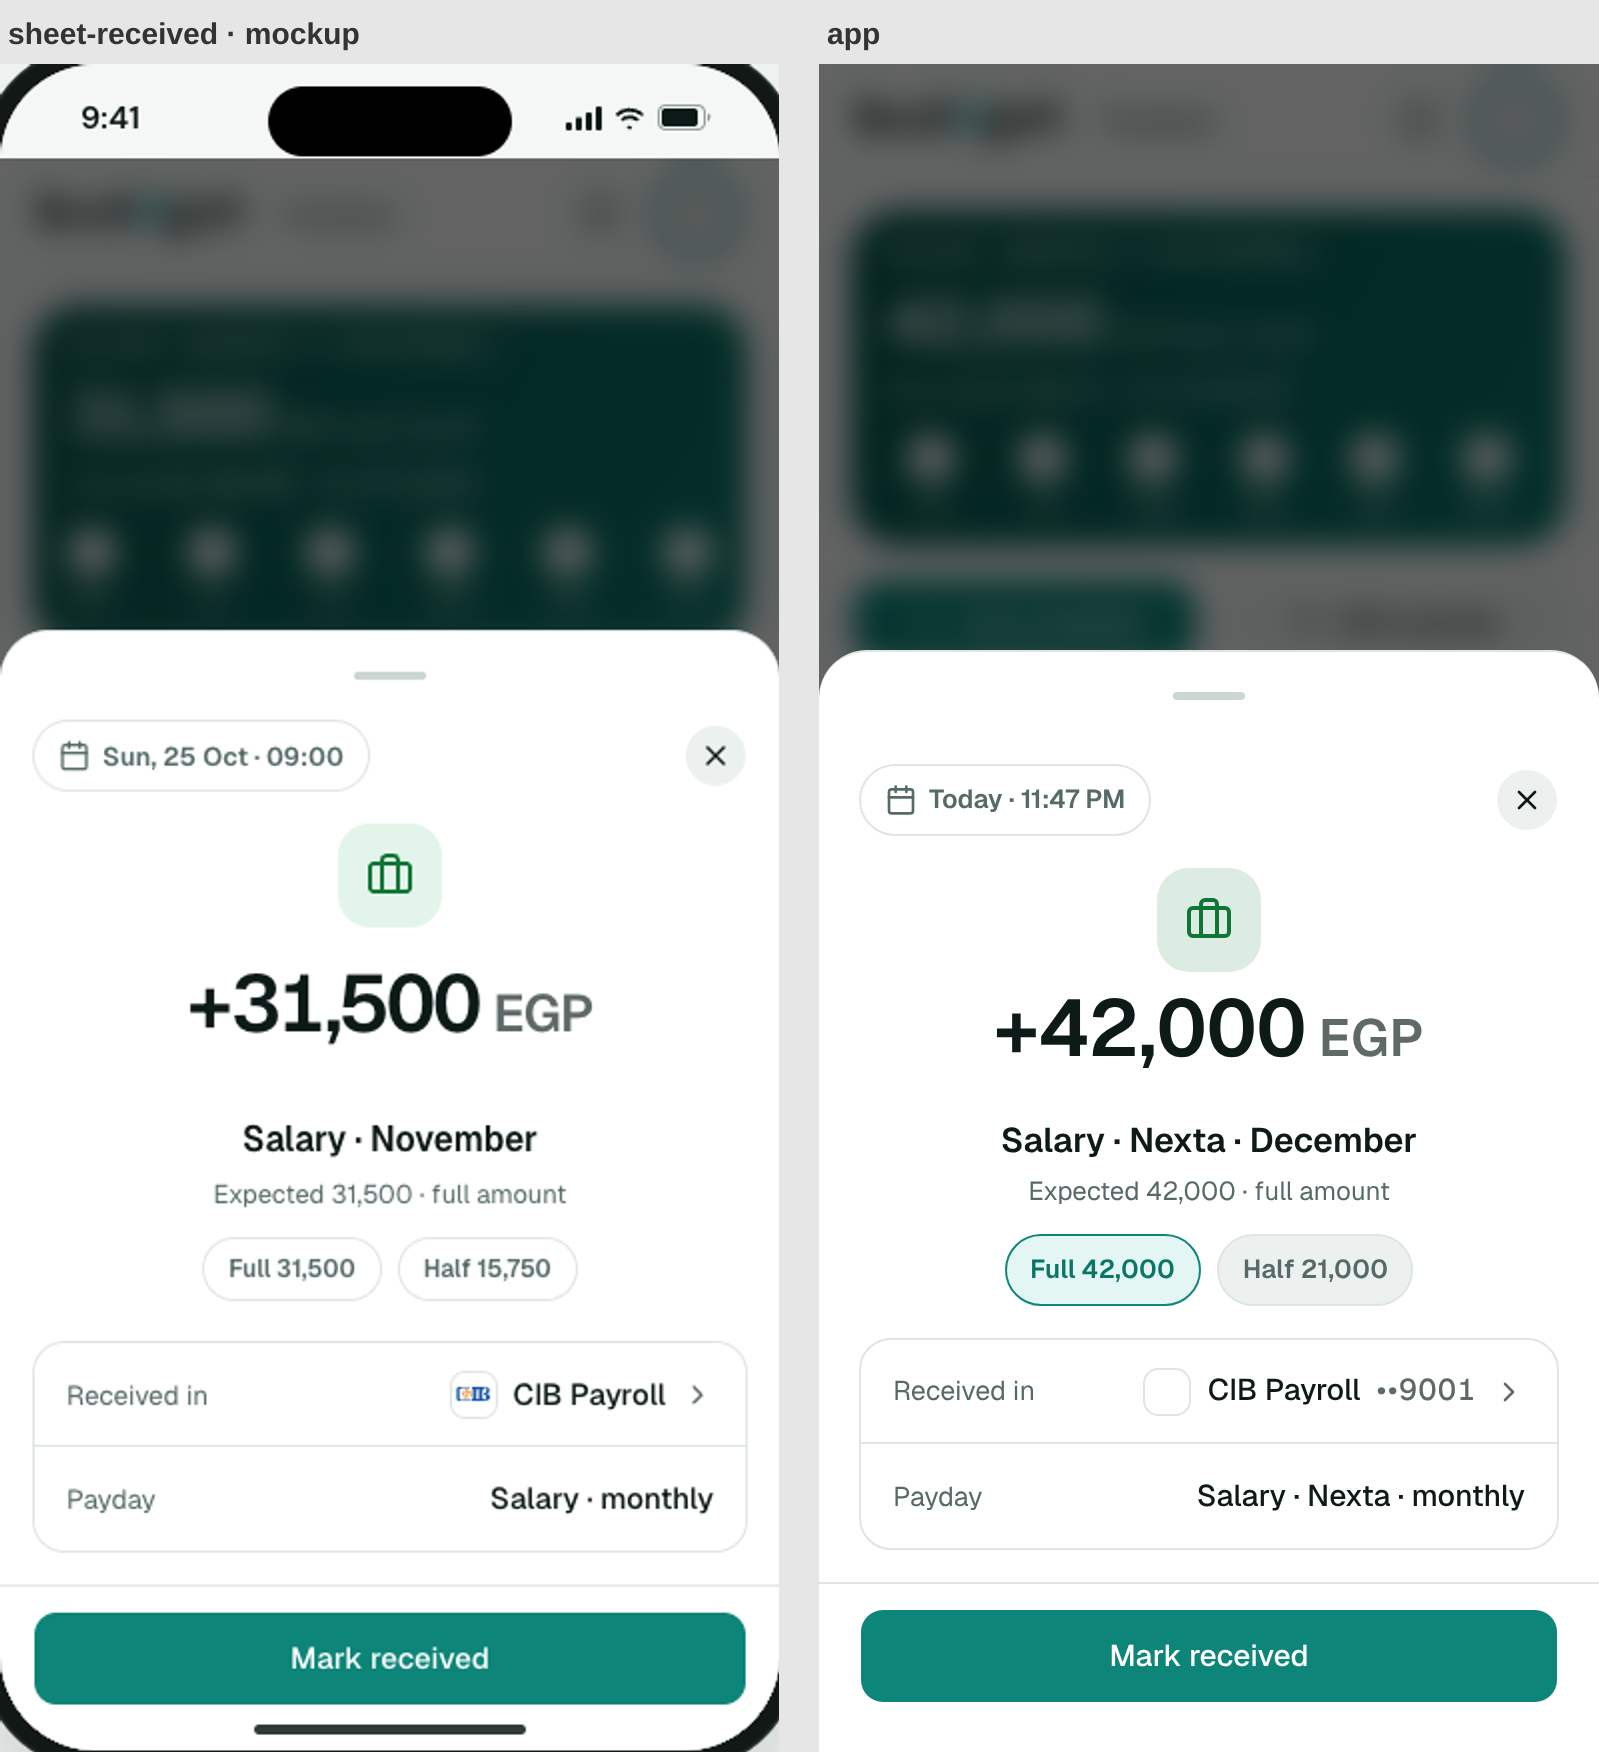 sheet-received · mockup
9:41
Sun, 25 Oct · 09:00
+31,500 EGP
Salary · November
Expected 31,500 · full amount
Full 31,500
Half 15,750
Received in
CIB
CIB Payroll
Payday
Salary · monthly
Mark received
app
Today · 11:47 PM
+42,000 EGP
Salary · Nexta · December
Expected 42,000 · full amount
Full 42,000
Half 21,000
Received in
CIB Payroll ••9001
Payday
Salary · Nexta · monthly
Mark received